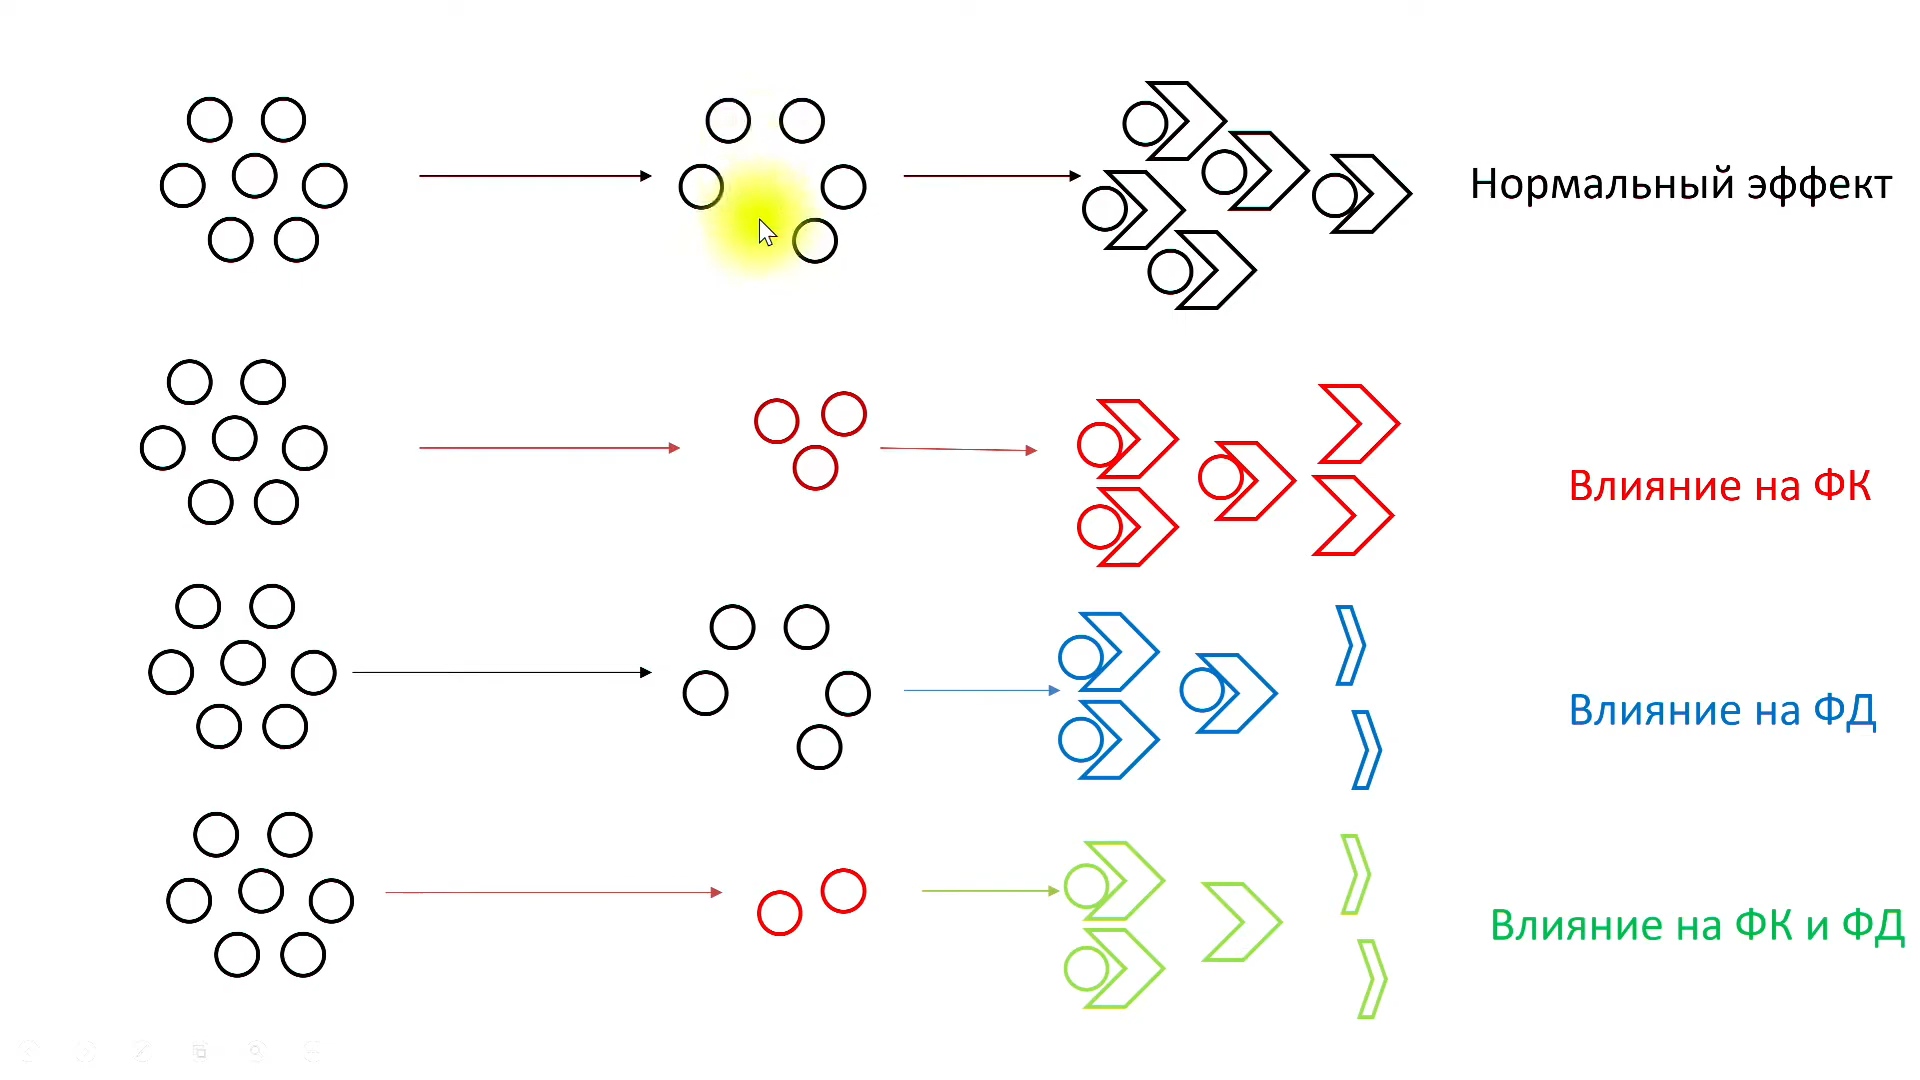 Нормальный эффект
Влияние на ФК
Влияние на ФД
Влияние на ФК и ФД